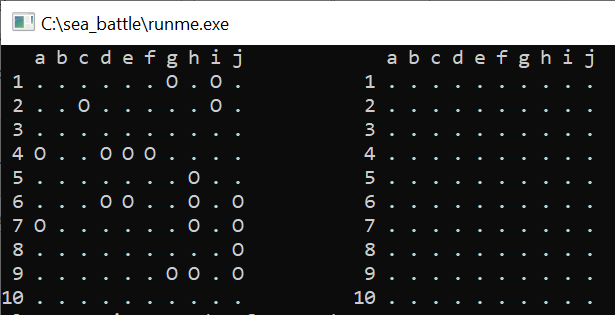 C:\sea_battle\runme.exe
a b c d e f g h i j a b c d e f g h i j
1 . . . . . . O . O . 1 . . . . . . . . . .
2 . . O . . . . . O . 2 . . . . . . . . . .
3 . . . . . . . . . . 3 . . . . . . . . . .
4 O . . O O O . . . . 4 . . . . . . . . . .
5 . . . . . . . O . . 5 . . . . . . . . . .
6 . . . O O . . O . O 6 . . . . . . . . . .
7 O . . . . . . O . O 7 . . . . . . . . . .
8 . . . . . . . . . O 8 . . . . . . . . . .
9 . . . . . . O O . O 9 . . . . . . . . . .
10 . . . . . . . . . . 10 . . . . . . . . . .